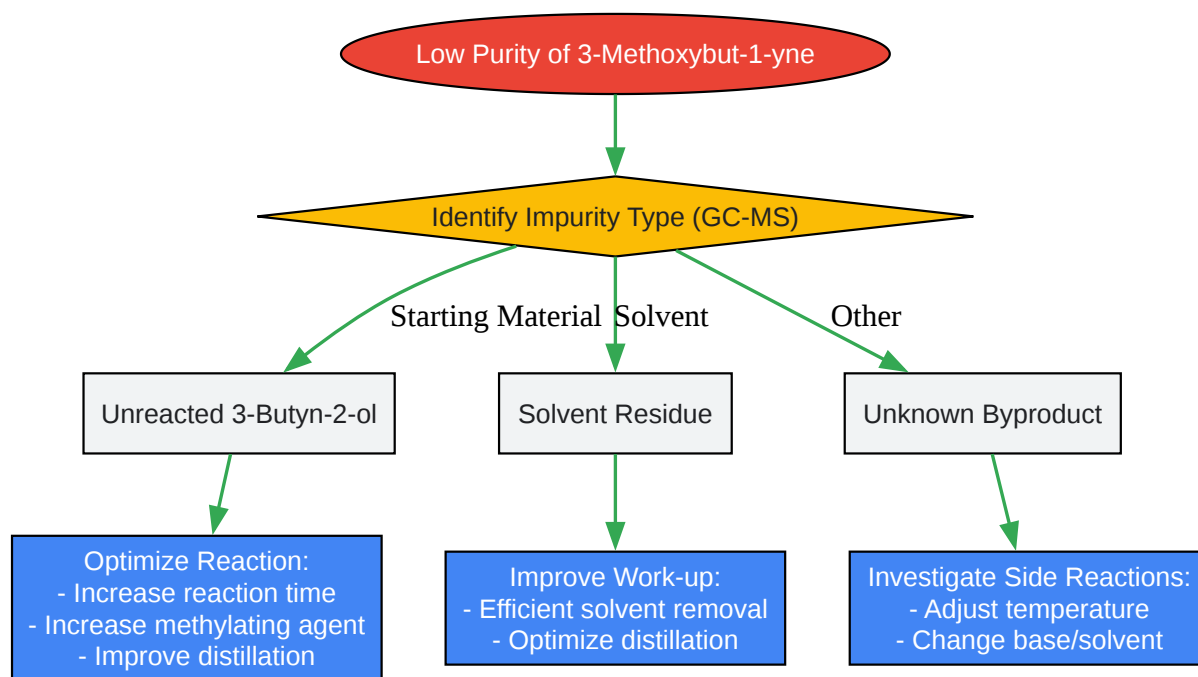 Low Purity of 3-Methoxybut-1-yne
Identify Impurity Type (GC-MS)
Starting Material
Solvent
Other
Unreacted 3-Butyn-2-ol
Solvent Residue
Unknown Byproduct
Optimize Reaction:
- Increase reaction time
- Increase methylating agent
- Improve distillation
Improve Work-up:
- Efficient solvent removal
- Optimize distillation
Investigate Side Reactions:
- Adjust temperature
- Change base/solvent